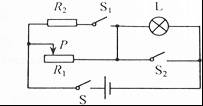 R₂ S₁ L
P
R₁ S₂
S